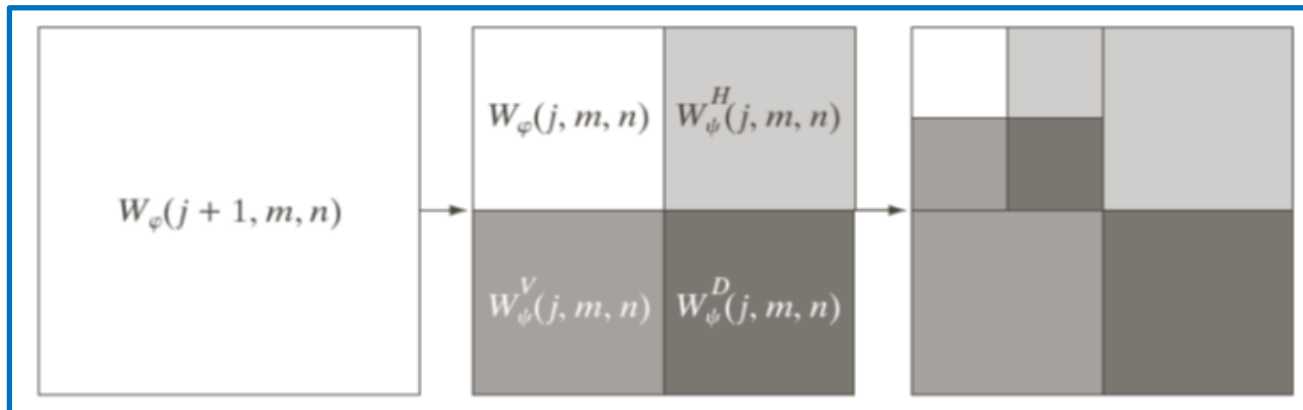 W_φ(j + 1, m, n)
W_φ(j, m, n)
W_ψ^H(j, m, n)
W_ψ^V(j, m, n)
W_ψ^D(j, m, n)